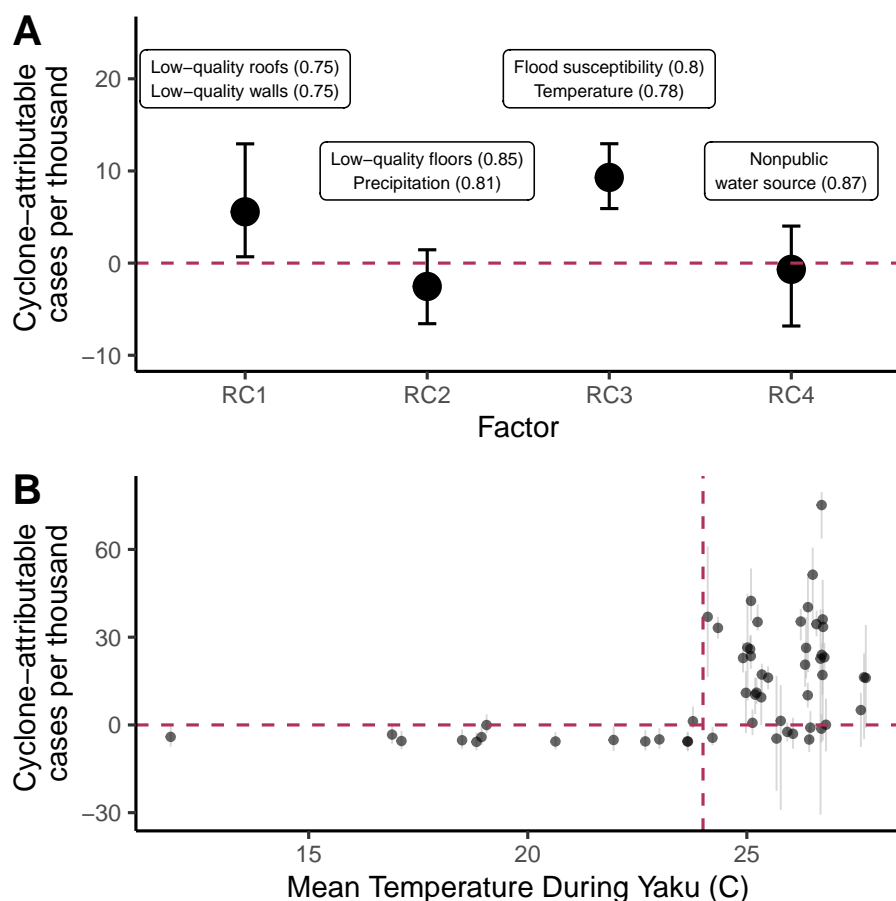 A
Cyclone−attributable
cases per thousand
20
10
0
−10
Low−quality roofs (0.75)
Low−quality walls (0.75)
Low−quality floors (0.85)
Precipitation (0.81)
Flood susceptibility (0.8)
Temperature (0.78)
Nonpublic
water source (0.87)
RC1 RC2 RC3 RC4
Factor
B
Cyclone−attributable
cases per thousand
60
30
0
−30
15 20 25
Mean Temperature During Yaku (C)